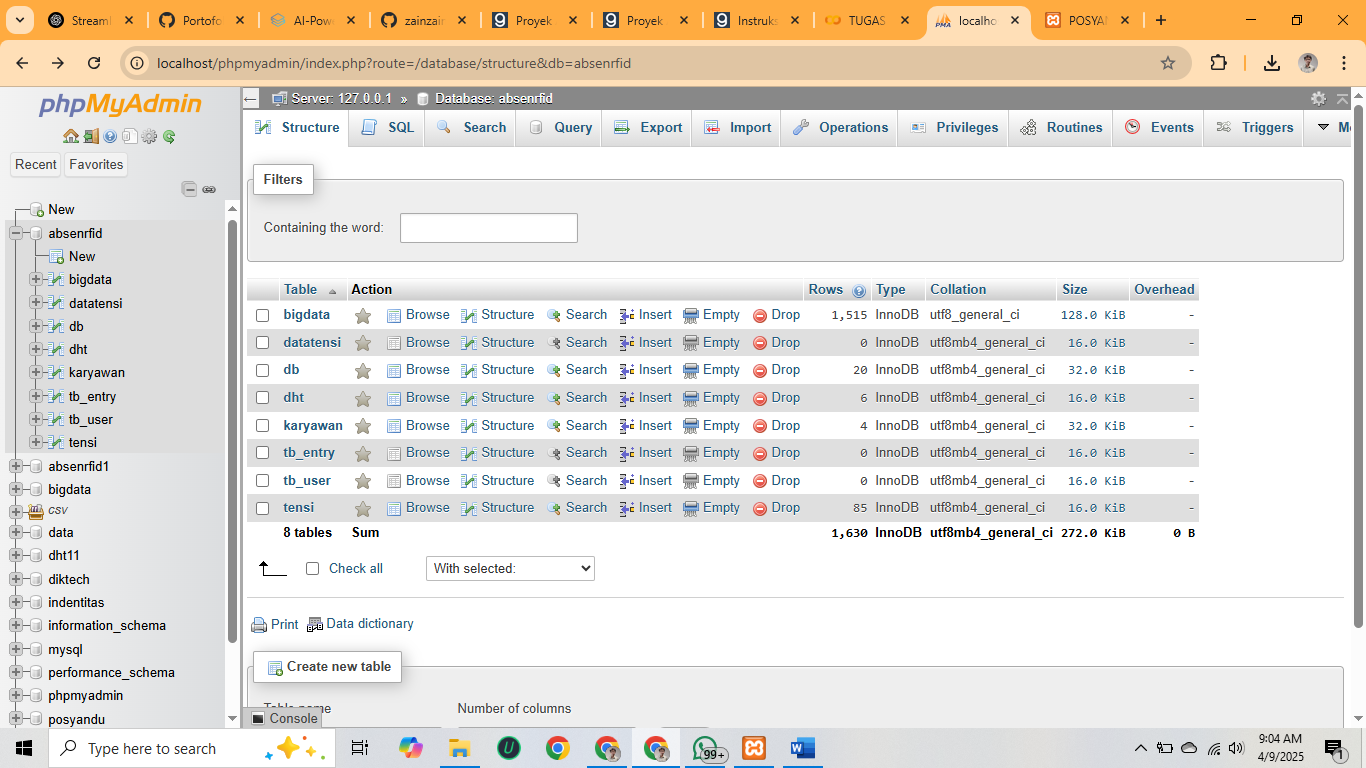 Streaml
Portofo
AI-Pow
zainzain
Proyek
Proyek
Instruks
TUGAS
localho
POSYA
localhost/phpmyadmin/index.php?route=/database/structure&db=absenrfid
phpMyAdmin
Recent Favorites
New
absenrfid
New
bigdata
datatensi
db
dht
karyawan
tb_entry
tb_user
tensi
absenrfid1
bigdata
csv
data
dht11
diktech
indentitas
information_schema
mysql
performance_schema
phpmyadmin
posyandu
Server: 127.0.0.1 » Database: absenrfid
Structure SQL Search Query Export Import Operations Privileges Routines Events Triggers Mo
Filters
Containing the word:
Table Action Rows Type Collation Size Overhead
bigdata Browse Structure Search Insert Empty Drop 1,515 InnoDB utf8_general_ci 128.0 KiB -
datatensi Browse Structure Search Insert Empty Drop 0 InnoDB utf8mb4_general_ci 16.0 KiB -
db Browse Structure Search Insert Empty Drop 20 InnoDB utf8mb4_general_ci 32.0 KiB -
dht Browse Structure Search Insert Empty Drop 6 InnoDB utf8mb4_general_ci 16.0 KiB -
karyawan Browse Structure Search Insert Empty Drop 4 InnoDB utf8mb4_general_ci 32.0 KiB -
tb_entry Browse Structure Search Insert Empty Drop 0 InnoDB utf8mb4_general_ci 16.0 KiB -
tb_user Browse Structure Search Insert Empty Drop 0 InnoDB utf8mb4_general_ci 16.0 KiB -
tensi Browse Structure Search Insert Empty Drop 85 InnoDB utf8mb4_general_ci 16.0 KiB -
8 tables Sum 1,630 InnoDB utf8mb4_general_ci 272.0 KiB 0 B
Check all With selected:
Print Data dictionary
Create new table
Table name Number of columns
Console
Type here to search
99+
9:04 AM
4/9/2025
1